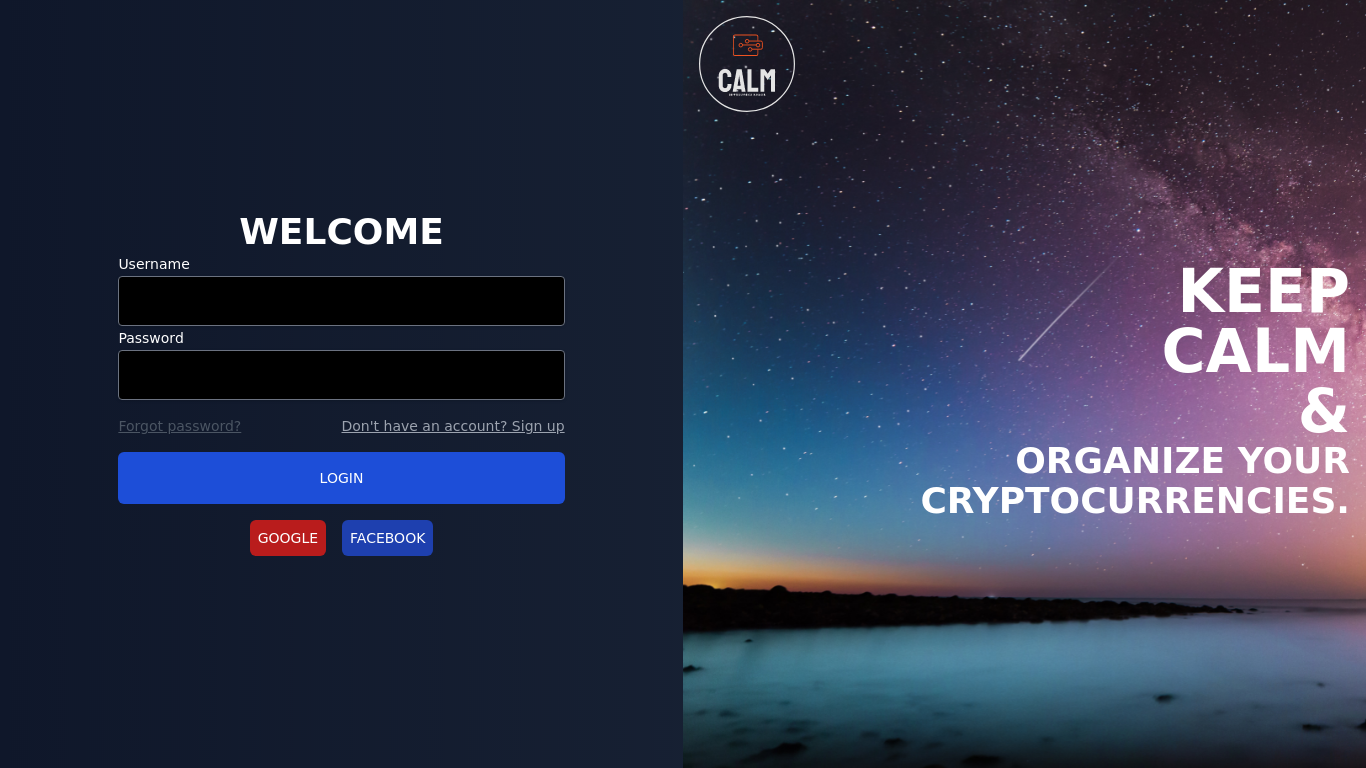 WELCOME
Username
Password
Forgot password?
Don't have an account? Sign up
LOGIN
GOOGLE
FACEBOOK
CALM
KEEP
CALM
&
ORGANIZE YOUR
CRYPTOCURRENCIES.